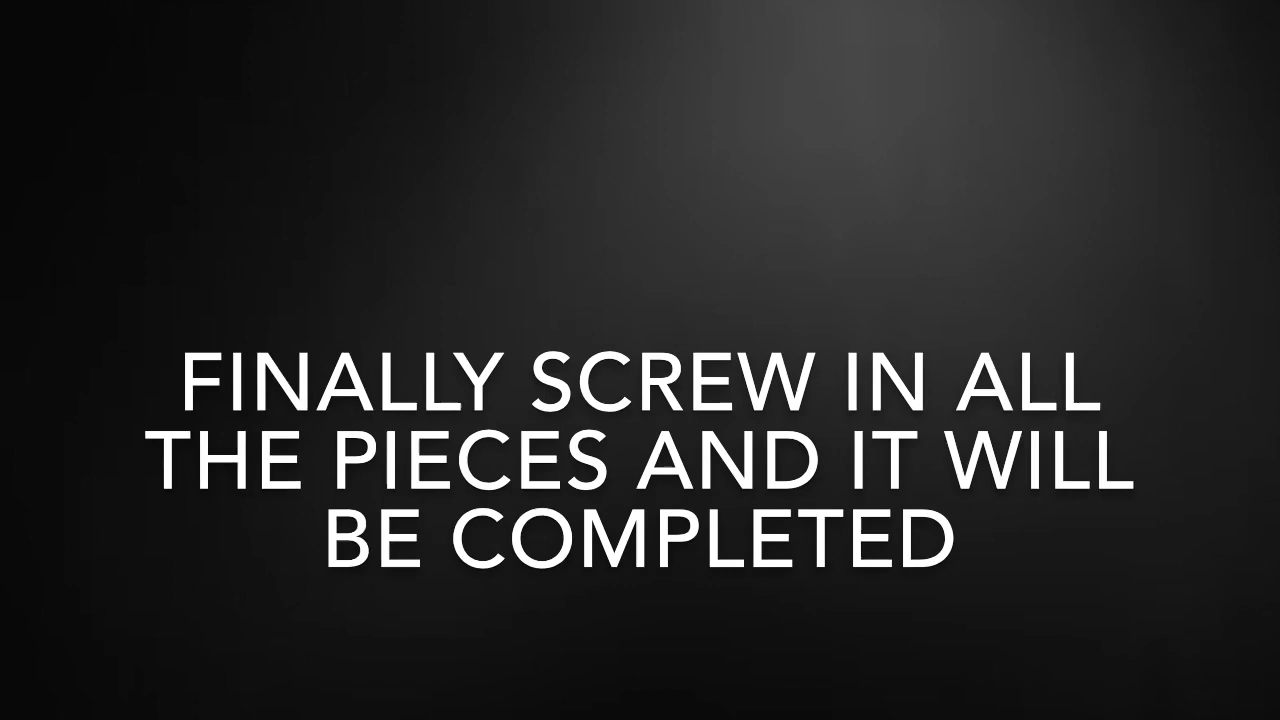 FINALLY SCREW IN ALL
THE PIECES AND IT WILL
BE COMPLETED